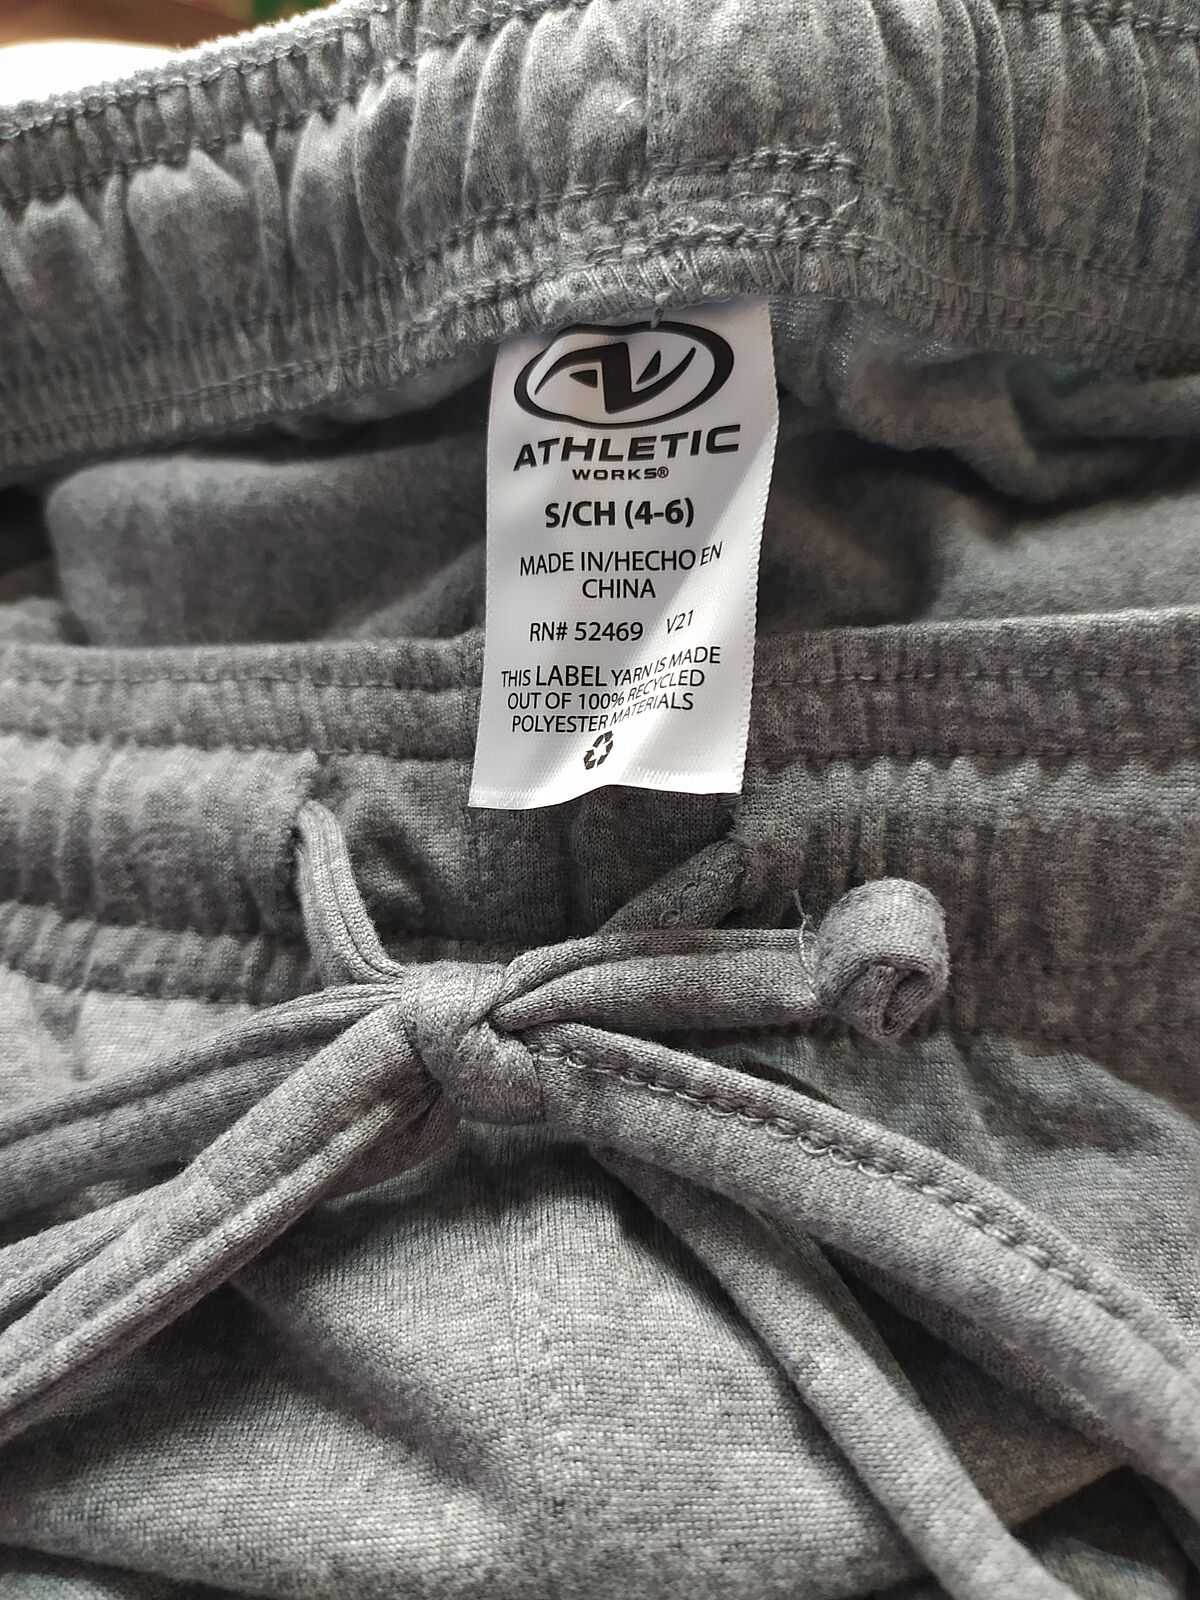 ATHLETIC
WORKS®
S/CH (4-6)
MADE IN/HECHO EN
CHINA
RN# 52469 V21
THIS LABEL YARN IS MADE
OUT OF 100% RECYCLED
POLYESTER MATERIALS